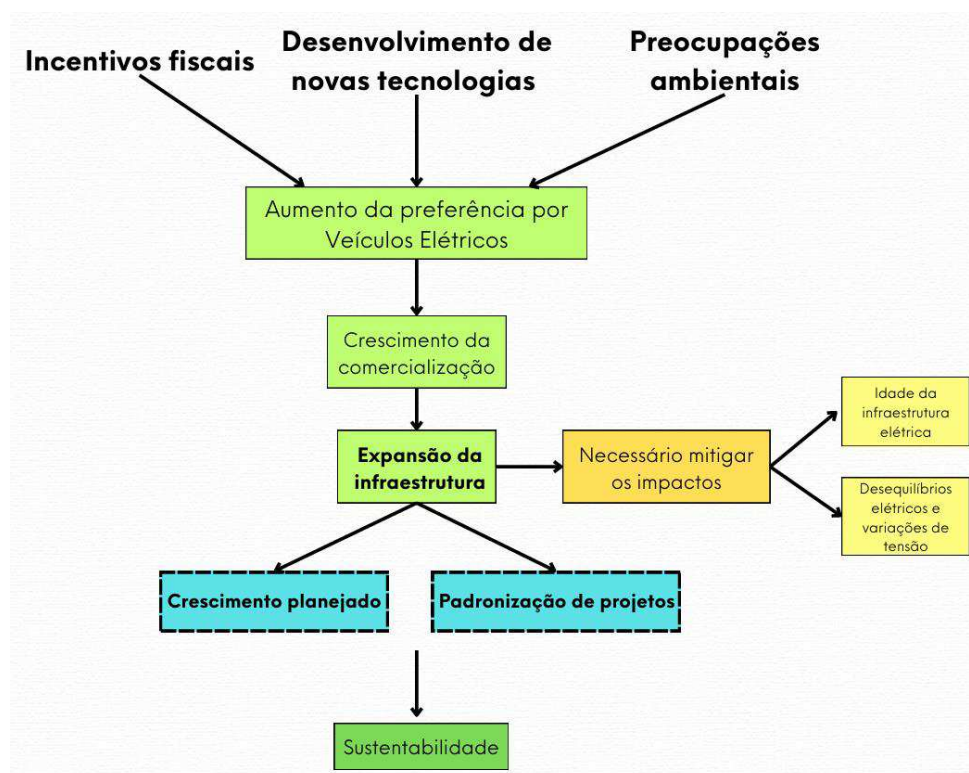 Incentivos fiscais
Desenvolvimento de
novas tecnologias
Preocupações
ambientais
Aumento da preferência por
Veículos Elétricos
Crescimento da
comercialização
Expansão da
infraestrutura
Necessário mitigar
os impactos
Idade da
infraestrutura
elétrica
Desequilíbrios
elétricos e
variações de
tensão
Crescimento planejado
Padronização de projetos
Sustentabilidade